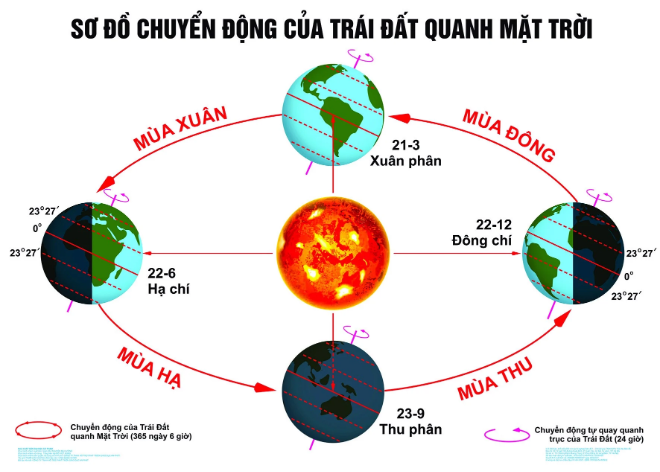 SƠ ĐỒ CHUYỂN ĐỘNG CỦA TRÁI ĐẤT QUANH MẶT TRỜI
MÙA XUÂN
MÙA ĐÔNG
21-3
Xuân phân
23°27'
0°
23°27'
22-6
Hạ chí
22-12
Đông chí
23°27'
0°
23°27'
MÙA HẠ
MÙA THU
23-9
Thu phân
Chuyển động của Trái Đất
quanh Mặt Trời (365 ngày 6 giờ)
Chuyển động tự quay quanh
trục của Trái Đất (24 giờ)